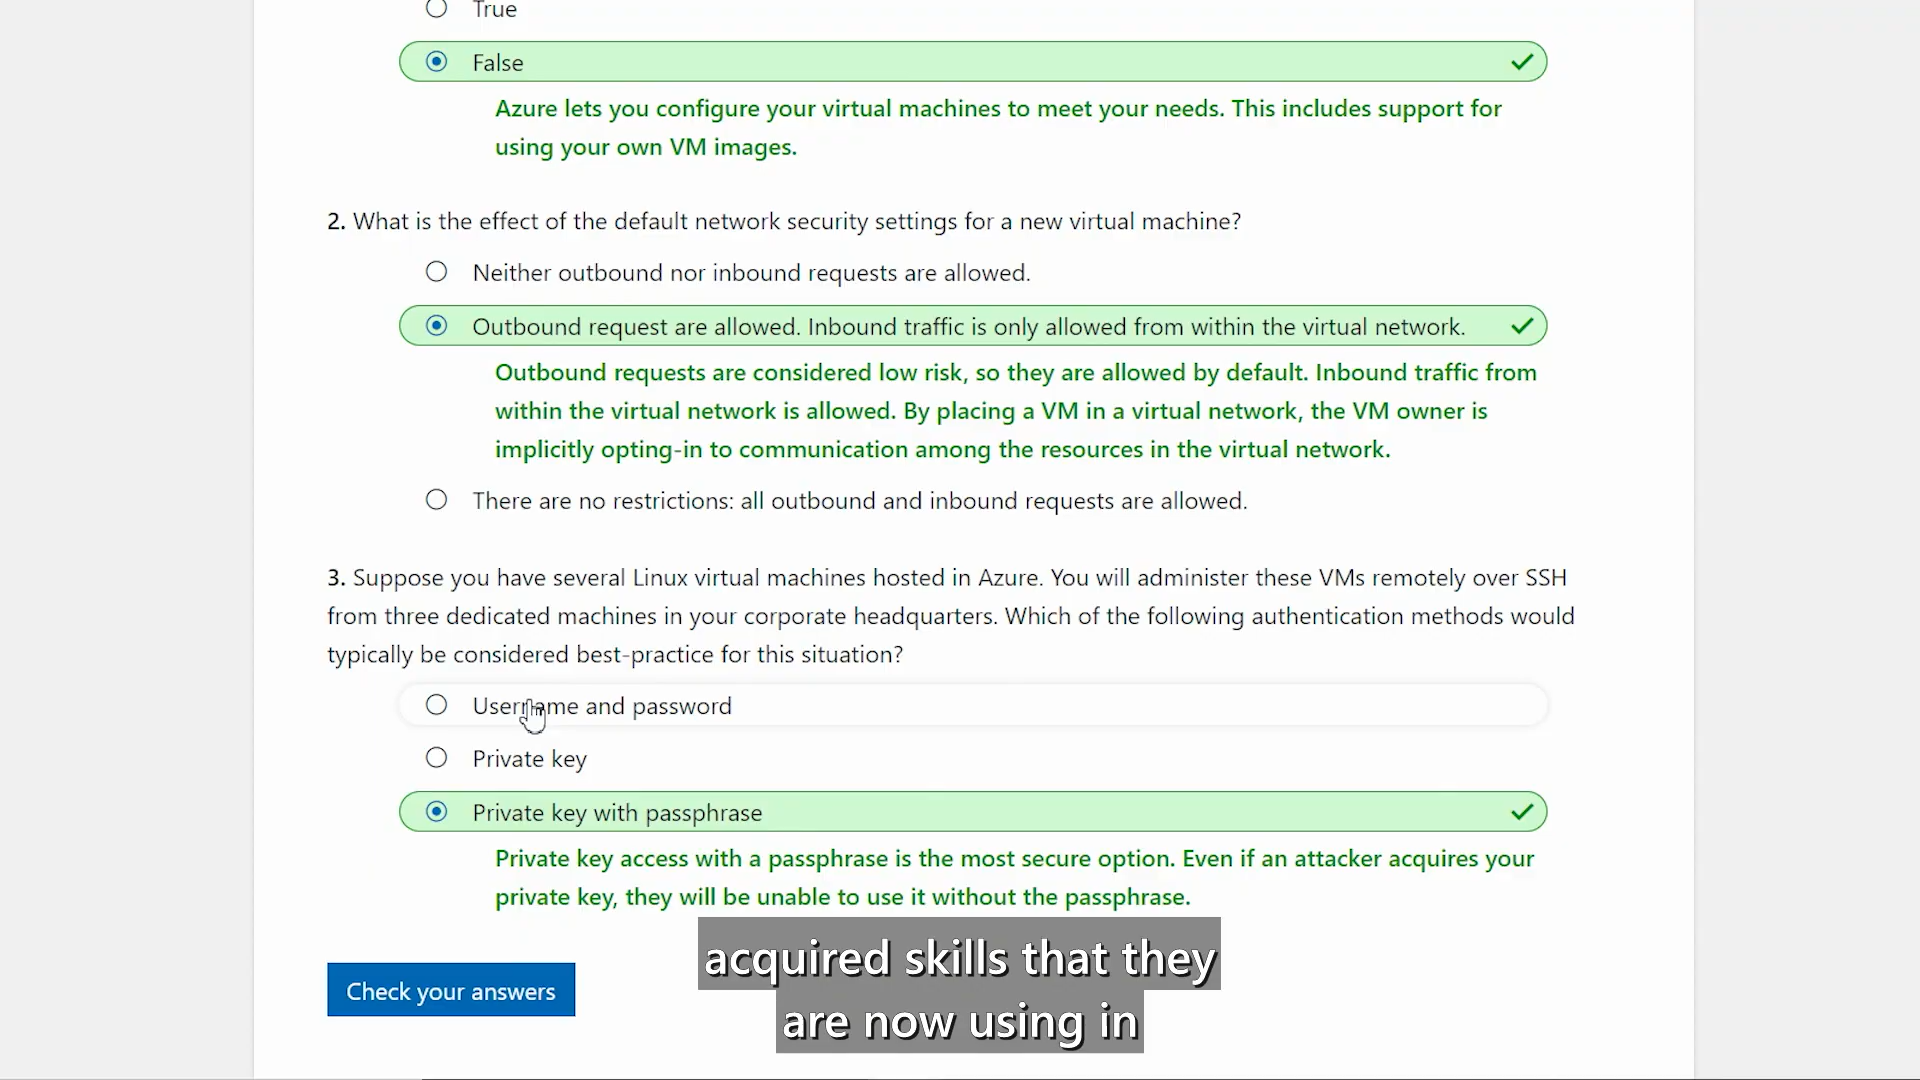 True
False
Azure lets you configure your virtual machines to meet your needs. This includes support for
using your own VM images.
2. What is the effect of the default network security settings for a new virtual machine?
Neither outbound nor inbound requests are allowed.
Outbound request are allowed. Inbound traffic is only allowed from within the virtual network.
Outbound requests are considered low risk, so they are allowed by default. Inbound traffic from
within the virtual network is allowed. By placing a VM in a virtual network, the VM owner is
implicitly opting-in to communication among the resources in the virtual network.
There are no restrictions: all outbound and inbound requests are allowed.
3. Suppose you have several Linux virtual machines hosted in Azure. You will administer these VMs remotely over SSH
from three dedicated machines in your corporate headquarters. Which of the following authentication methods would
typically be considered best-practice for this situation?
Username and password
Private key
Private key with passphrase
Private key access with a passphrase is the most secure option. Even if an attacker acquires your
private key, they will be unable to use it without the passphrase.
acquired skills that they
are now using in
Check your answers